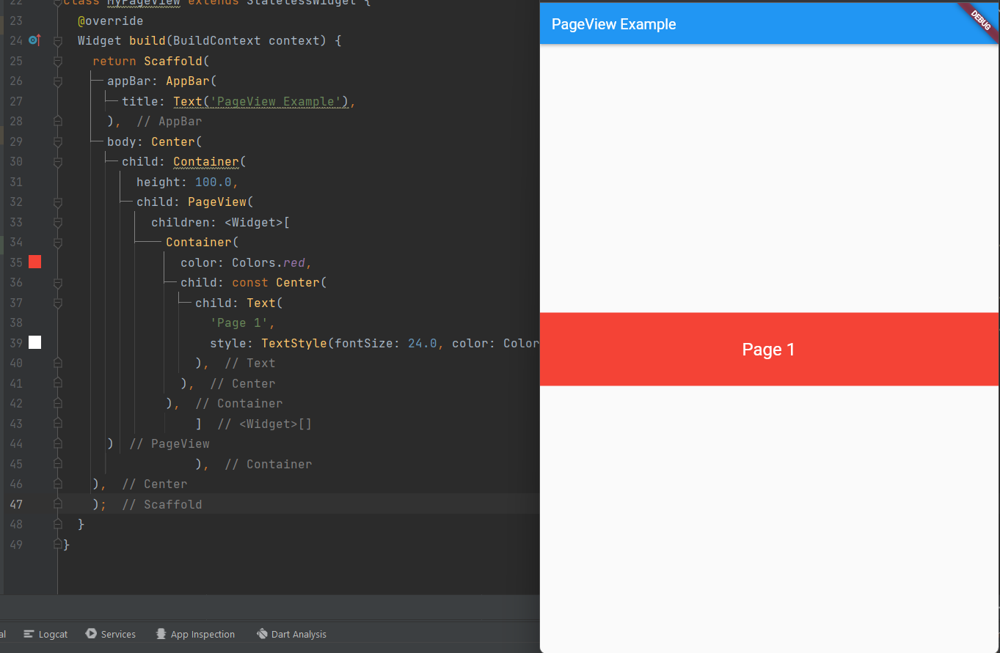 22 class MyPageView extends StatelessWidget {
23 @override
24 Widget build(BuildContext context) {
25 return Scaffold(
26 appBar: AppBar(
27 title: Text('PageView Example'),
28 ), // AppBar
29 body: Center(
30 child: Container(
31 height: 100.0,
32 child: PageView(
33 children: <Widget>[
34 Container(
35 color: Colors.red,
36 child: const Center(
37 child: Text(
38 'Page 1',
39 style: TextStyle(fontSize: 24.0, color: Color
40 ), // Text
41 ), // Center
42 ), // Container
43 ] // <Widget>[]
44 ) // PageView
45 ), // Container
46 ), // Center
47 ); // Scaffold
48 }
49 }
al Logcat Services App Inspection Dart Analysis
PageView Example
DEBUG
Page 1